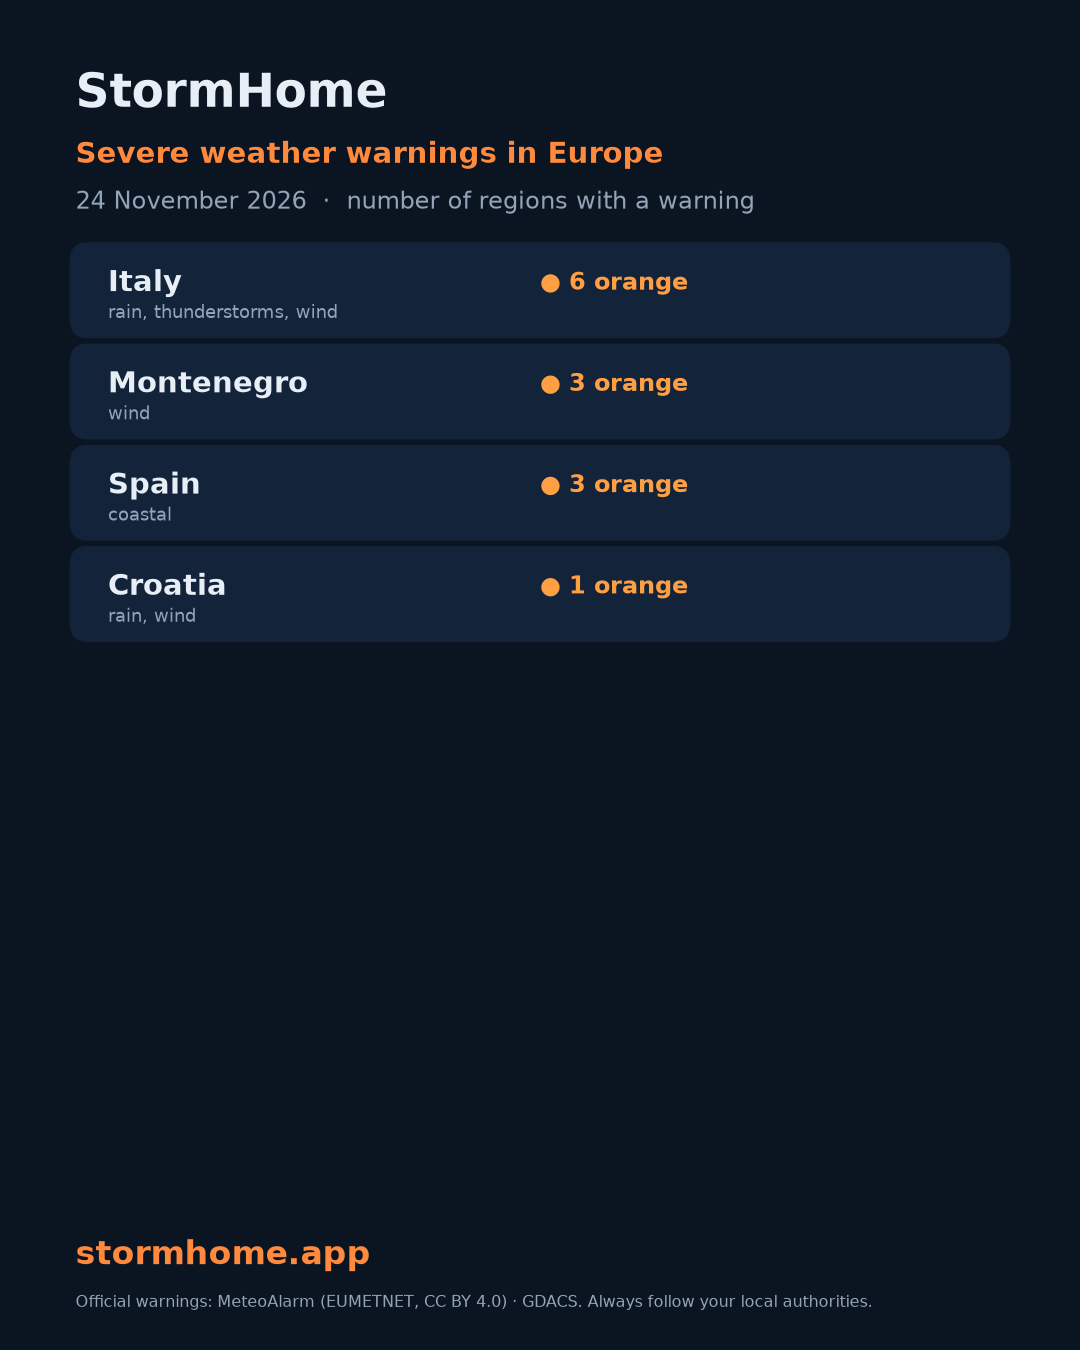 StormHome
Severe weather warnings in Europe
24 November 2026 · number of regions with a warning
Italy
● 6 orange
rain, thunderstorms, wind
Montenegro
● 3 orange
wind
Spain
● 3 orange
coastal
Croatia
● 1 orange
rain, wind
stormhome.app
Official warnings: MeteoAlarm (EUMETNET, CC BY 4.0) · GDACS. Always follow your local authorities.